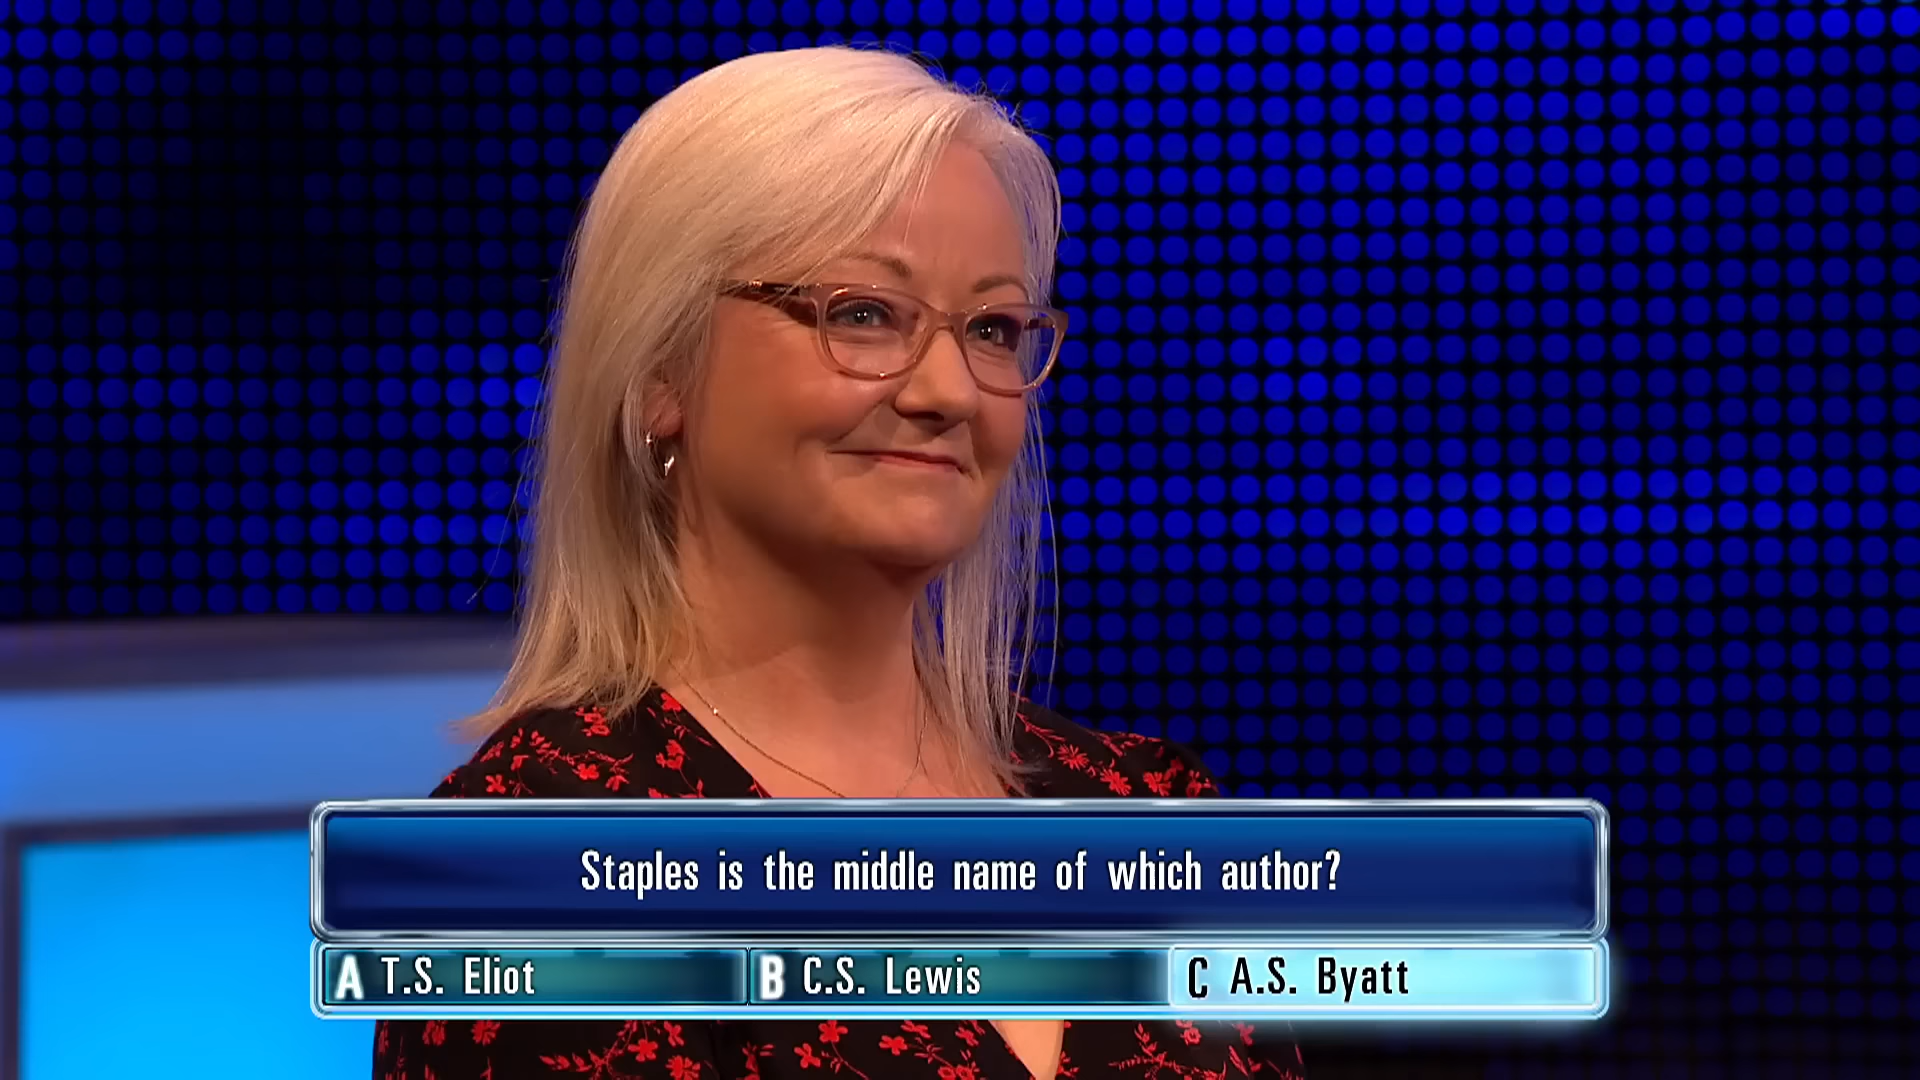 Staples is the middle name of which author?
A T.S. Eliot
B C.S. Lewis
C A.S. Byatt